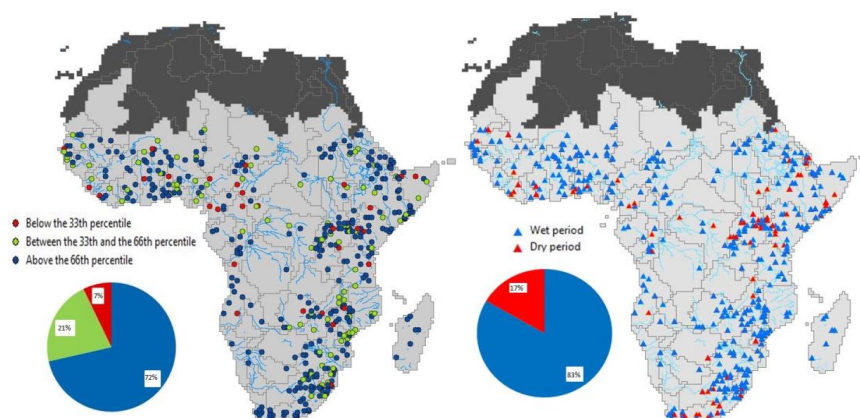 Below the 33th percentile
Between the 33th and the 66th percentile
Above the 66th percentile
7%
21%
72%
Wet period
Dry period
17%
83%